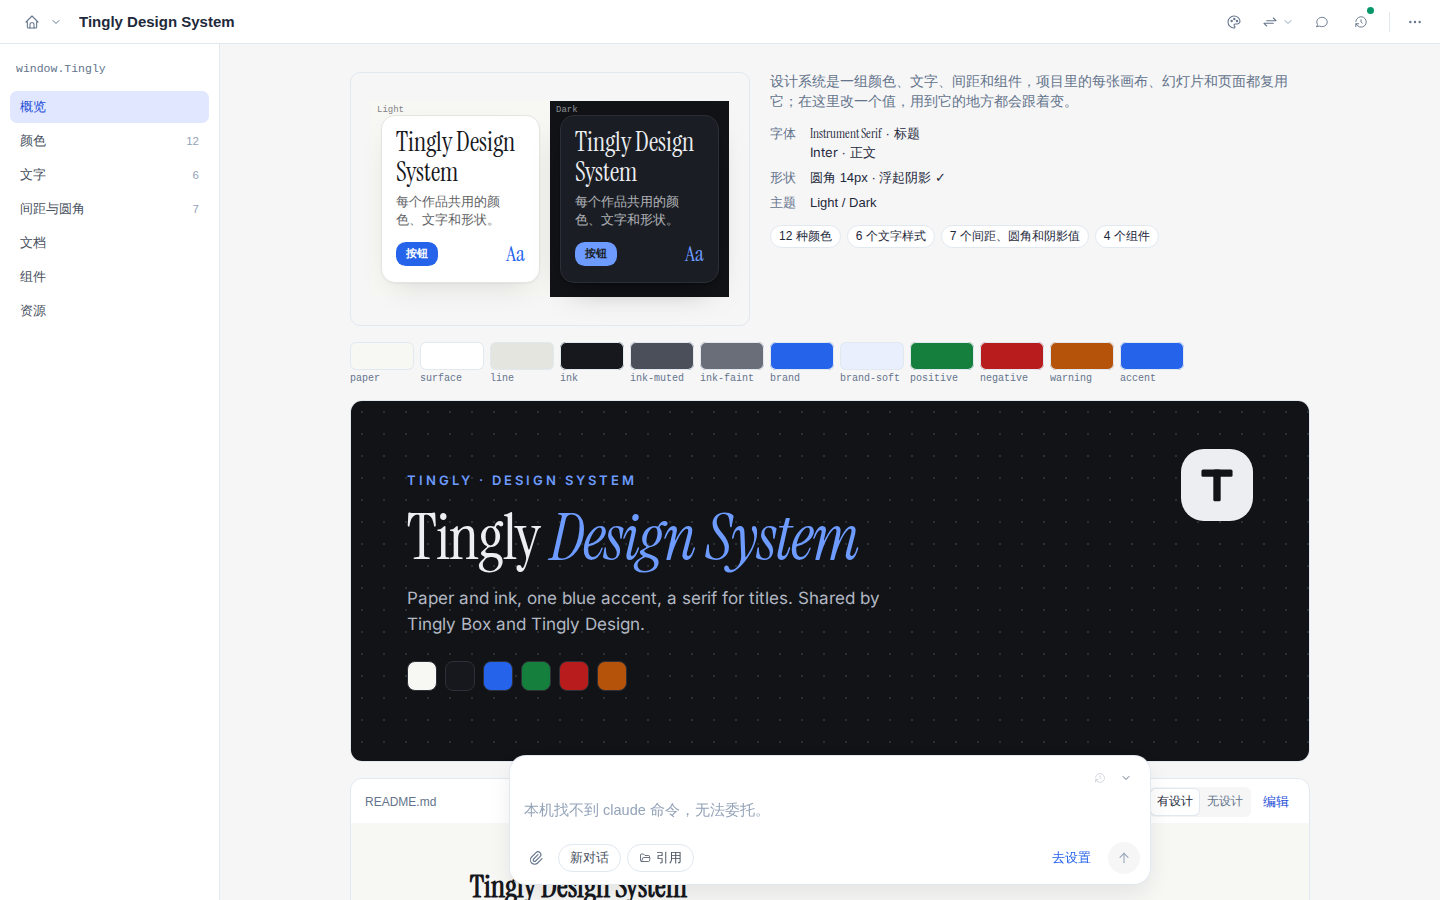 Tingly Design System
window.Tingly
概览
颜色 12
文字 6
间距与圆角 7
文档
组件
资源
Light
Tingly Design
System
每个作品共用的颜
色、文字和形状。
按钮 Aa
Dark
Tingly Design
System
每个作品共用的颜
色、文字和形状。
按钮 Aa
设计系统是一组颜色、文字、间距和组件，项目里的每张画布、幻灯片和页面都复用
它；在这里改一个值，用到它的地方都会跟着变。
字体 Instrument Serif · 标题
Inter · 正文
形状 圆角 14px · 浮起阴影 ✓
主题 Light / Dark
12 种颜色 6 个文字样式 7 个间距、圆角和阴影值 4 个组件
paper surface line ink ink-muted ink-faint brand brand-soft positive negative warning accent
TINGLY · DESIGN SYSTEM
T
Tingly Design System
Paper and ink, one blue accent, a serif for titles. Shared by
Tingly Box and Tingly Design.
README.md 有设计 无设计 编辑
本机找不到 claude 命令，无法委托。
新对话 引用 去设置
Tingly Design System